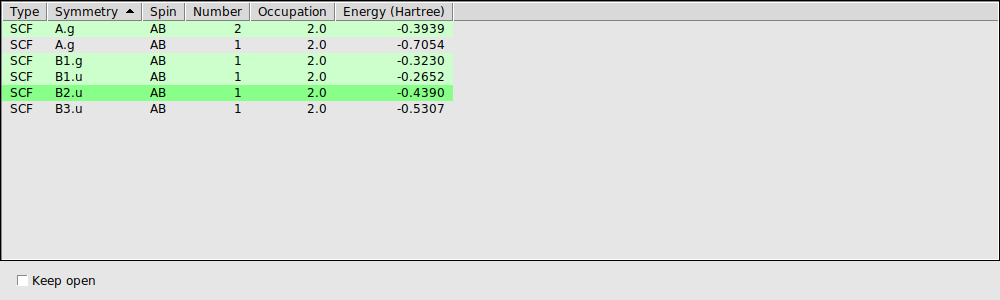 Type Symmetry Spin Number Occupation Energy (Hartree)
SCF A.g AB 2 2.0 -0.3939
SCF A.g AB 1 2.0 -0.7054
SCF B1.g AB 1 2.0 -0.3230
SCF B1.u AB 1 2.0 -0.2652
SCF B2.u AB 1 2.0 -0.4390
SCF B3.u AB 1 2.0 -0.5307
Keep open